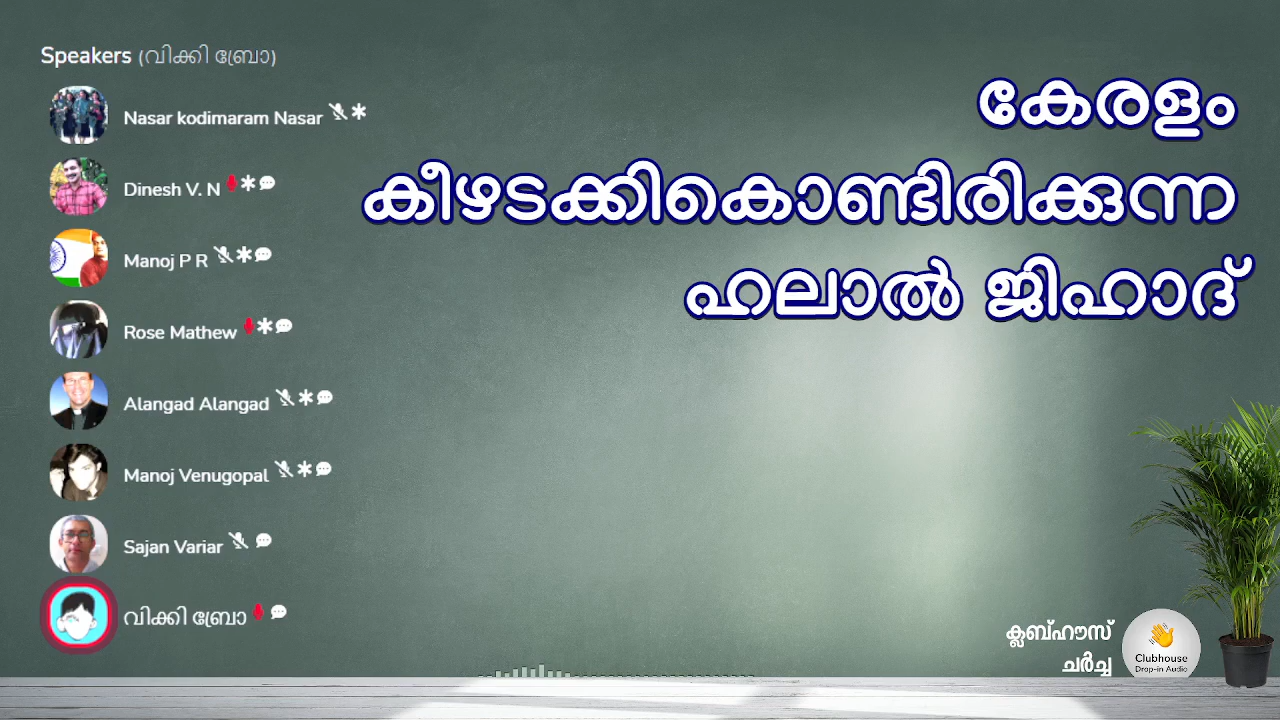 Speakers (വിക്കി ബ്രോ)
Nasar kodimaram Nasar
Dinesh V. N
Manoj P R
Rose Mathew
Alangad Alangad
Manoj Venugopal
Sajan Variar
വിക്കി ബ്രോ
കേരളം
കീഴടക്കികൊണ്ടിരിക്കുന്ന
ഹലാൽ ജിഹാദ്
ക്ലബ്ഹൗസ്
ചർച്ച
Clubhouse
Drop-in Audio